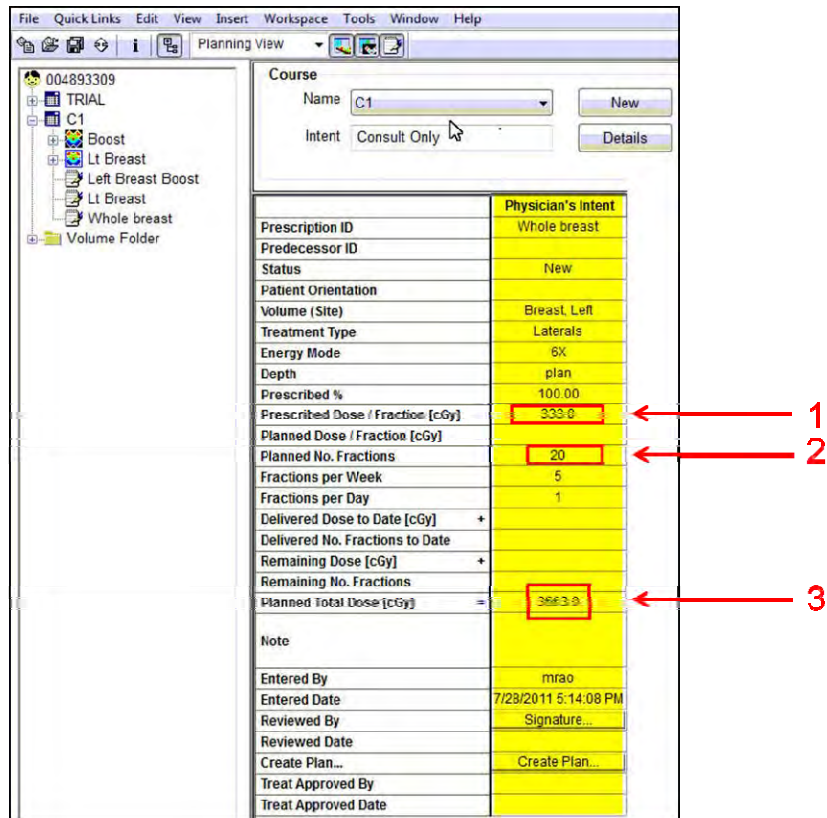 File Quick Links Edit View Insert Workspace Tools Window Help
Planning View
004893309
TRIAL
C1
Boost
Lt Breast
Left Breast Boost
Lt Breast
Whole breast
Volume Folder
Course
Name C1 New
Intent Consult Only Details
Physician's Intent
Prescription ID Whole breast
Predecessor ID
Status New
Patient Orientation
Volume (Site) Breast, Left
Treatment Type Laterals
Energy Mode 6X
Depth plan
Prescribed % 100.00
Prescribed Dose / Fraction [cGy] 1
Planned Dose / Fraction [cGy]
Planned No. Fractions 20 2
Fractions per Week 5
Fractions per Day 1
Delivered Dose to Date [cGy] +
Delivered No. Fractions to Date
Remaining Dose [cGy] +
Remaining No. Fractions
Planned Total Dose [cGy] = 3
Note
Entered By mrao
Entered Date 7/28/2011 5:14:08 PM
Reviewed By Signature...
Reviewed Date
Create Plan... Create Plan...
Treat Approved By
Treat Approved Date